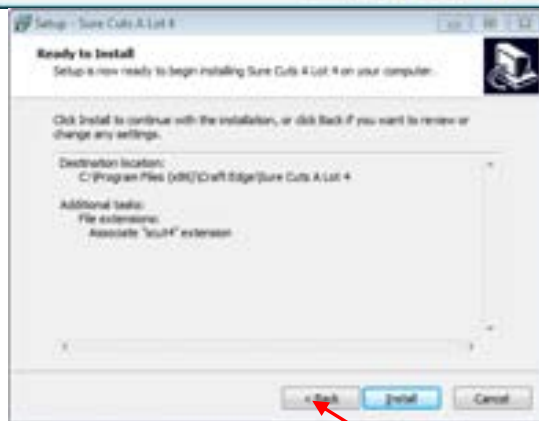 Setup - Sure Cuts A Lot 4
Ready to Install
Setup is now ready to begin installing Sure Cuts A Lot 4 on your computer.
Click Install to continue with the installation, or click Back if you want to review or
change any settings.
Destination location:
C:\Program Files (x86)\Craft Edge\Sure Cuts A Lot 4
Additional tasks:
File extensions:
Associate "scut4" extension
< Back
Install
Cancel